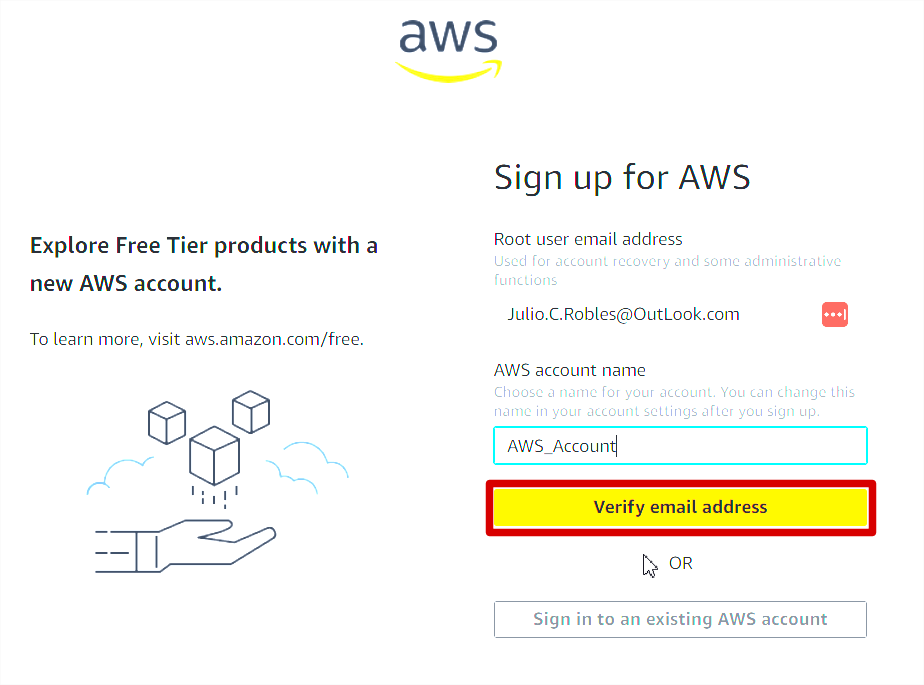 aws
Sign up for AWS
Explore Free Tier products with a
new AWS account.
To learn more, visit aws.amazon.com/free.
Root user email address
Used for account recovery and some administrative
functions
Julio.C.Robles@OutLook.com
AWS account name
Choose a name for your account. You can change this
name in your account settings after you sign up.
AWS_Account
Verify email address
OR
Sign in to an existing AWS account